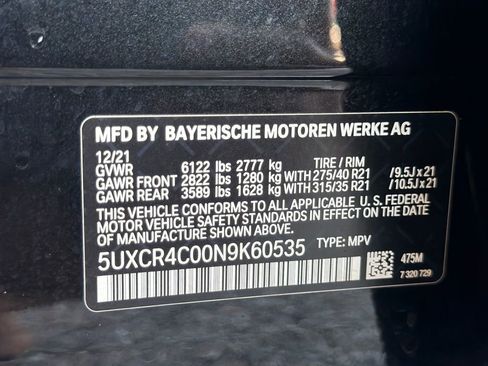 MFD BY BAYERISCHE MOTOREN WERKE AG
12/21 TIRE / RIM
GVWR 6122 lbs 2777 kg
GAWR FRONT 2822 lbs 1280 kg WITH 275/40 R21 / 9.5J x 21
GAWR REAR 3589 lbs 1628 kg WITH 315/35 R21 / 10.5J x 21
THIS VEHICLE CONFORMS TO ALL APPLICABLE U.S. FEDERAL
MOTOR VEHICLE SAFETY STANDARDS IN EFFECT ON THE DATE
OF MANUFACTURE SHOWN ABOVE.
5UXCR4C00N9K60535 TYPE: MPV
475M
7 320 729